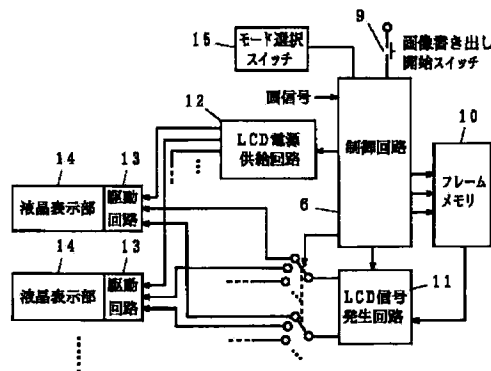 9
15
モード選択
スイッチ
画像書き出し
開始スイッチ
画信号
12
LCD電源
供給回路
制御回路
10
フレーム
メモリ
6
14
13
液晶表示部
駆動
回路
14
13
液晶表示部
駆動
回路
LCD信号
発生回路
11